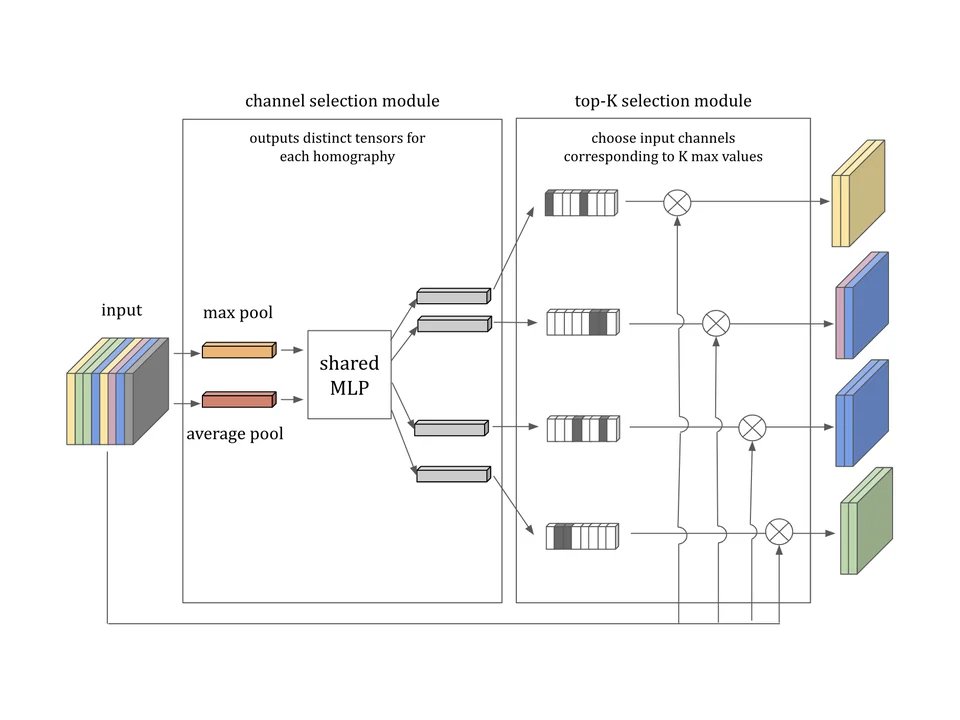 channel selection module
outputs distinct tensors for
each homography
top-K selection module
choose input channels
corresponding to K max values
input
max pool
average pool
shared
MLP